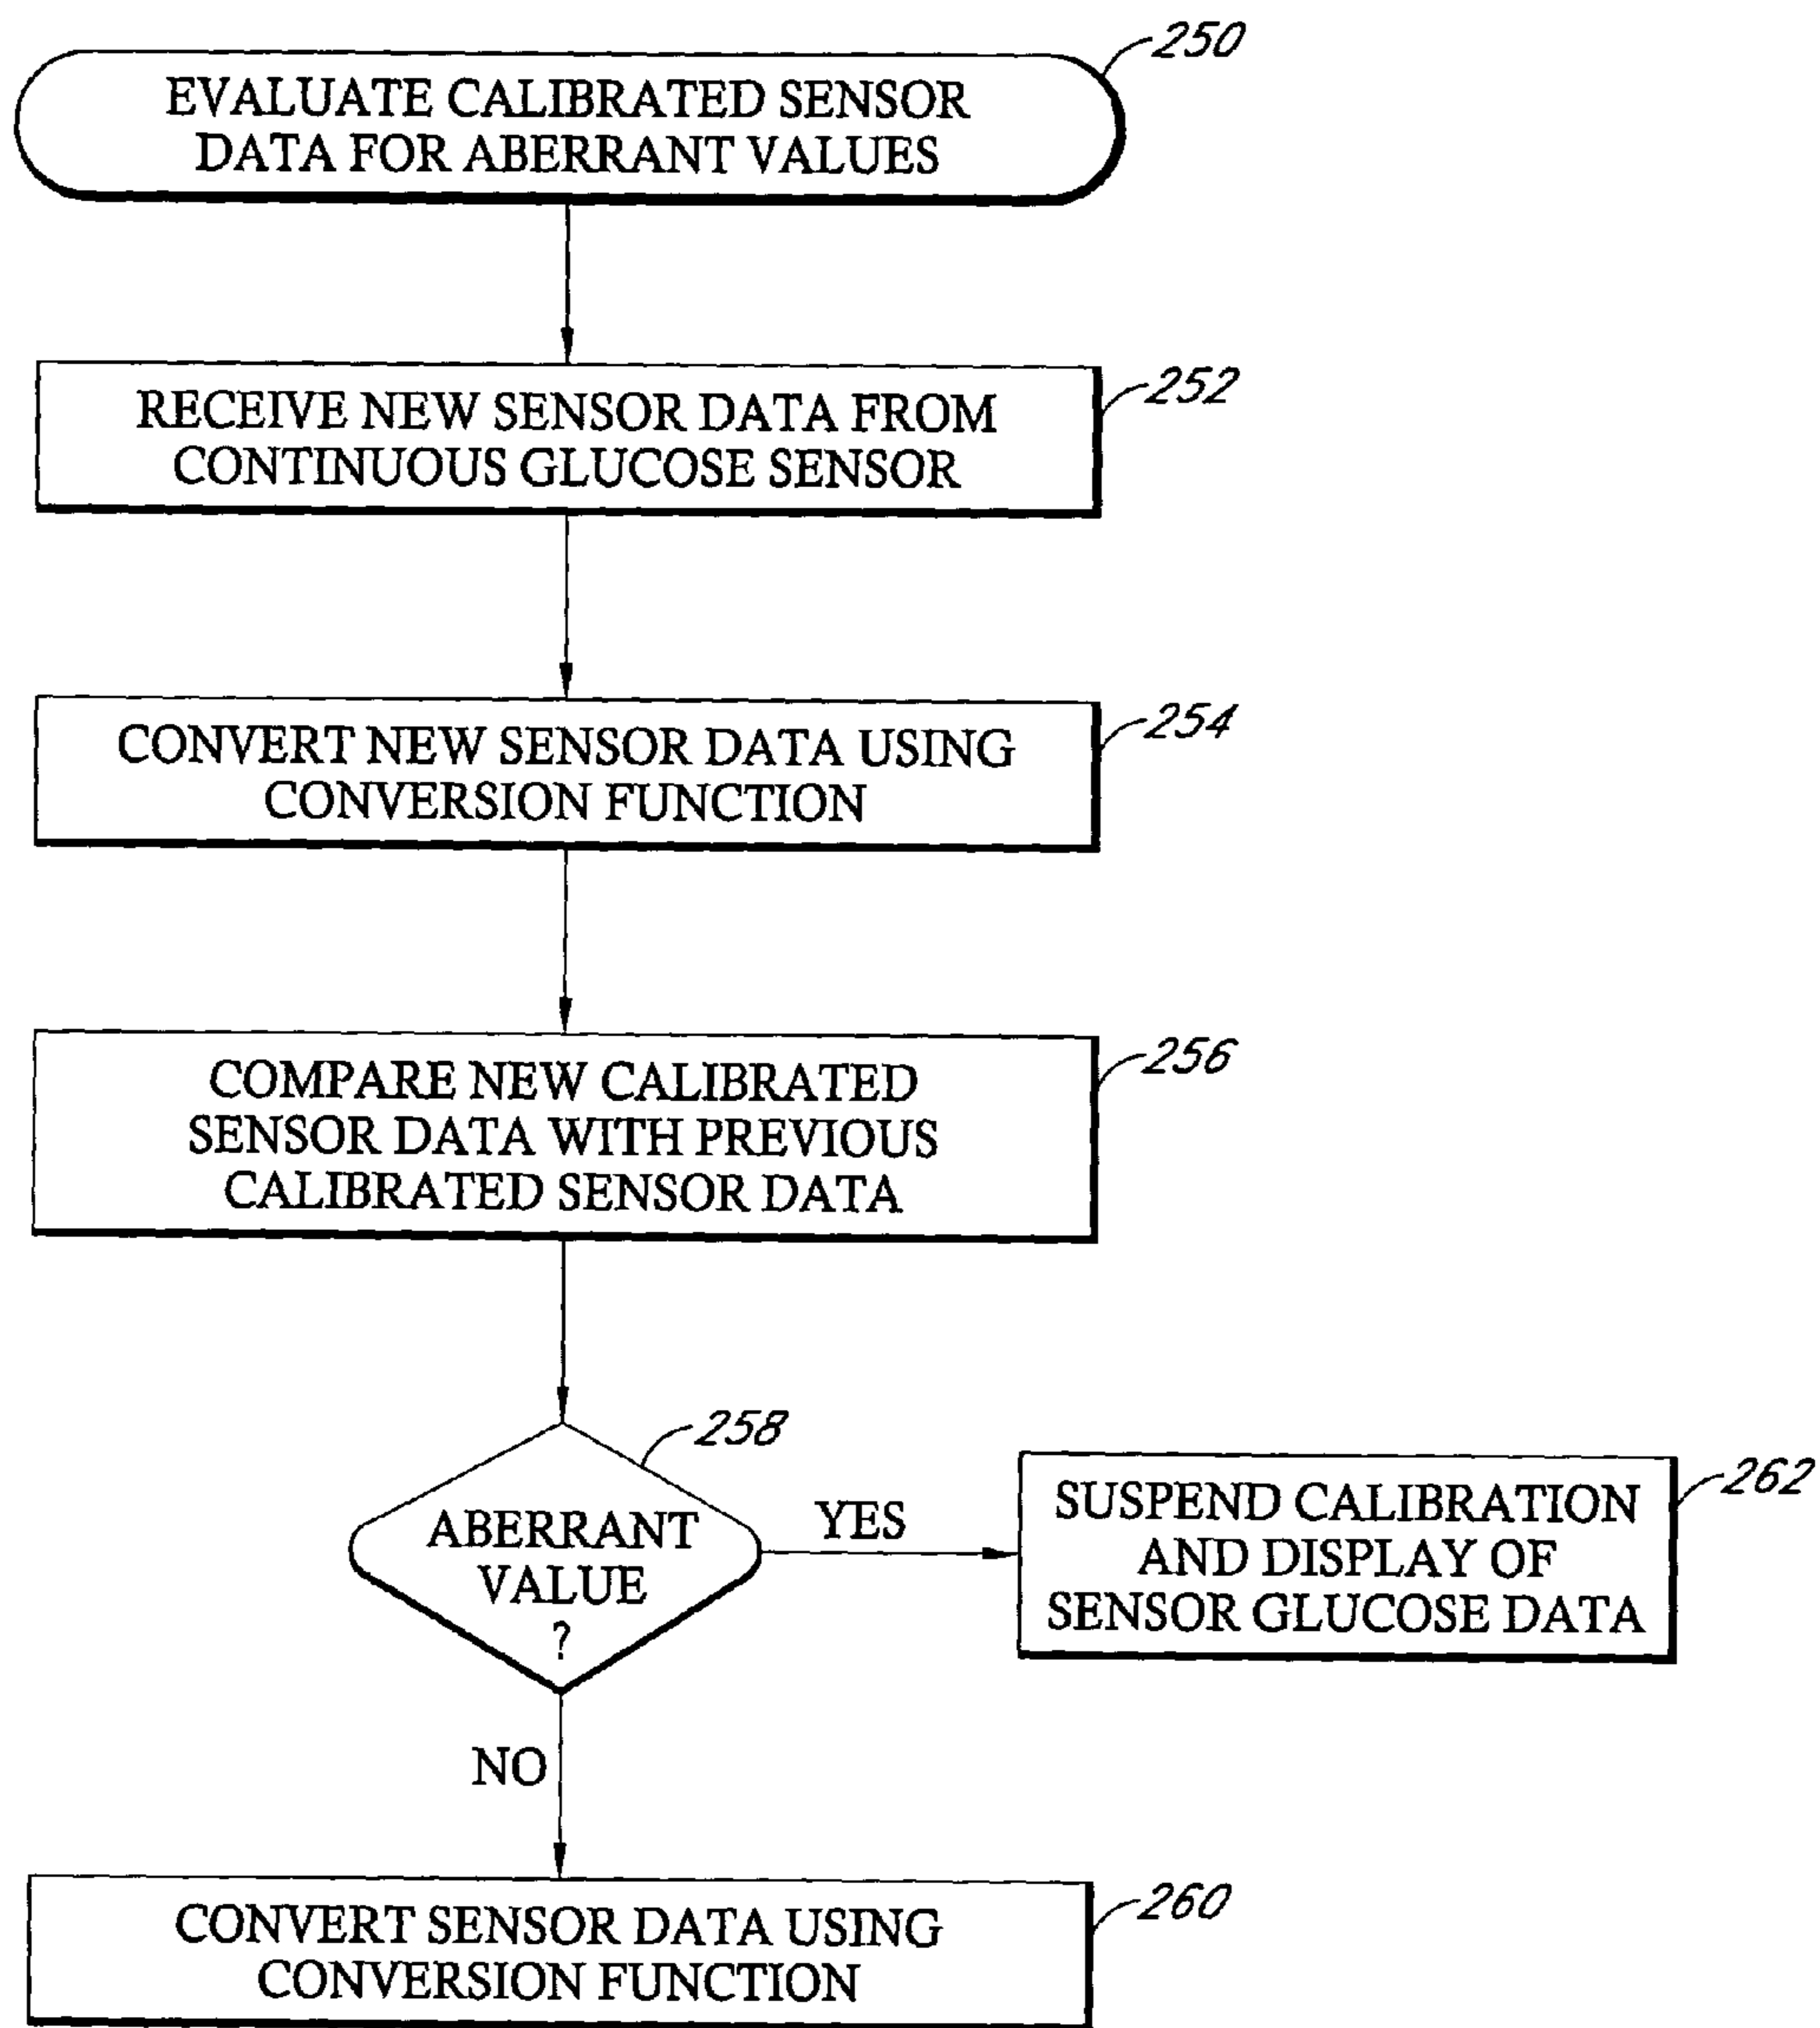 250
EVALUATE CALIBRATED SENSOR
DATA FOR ABERRANT VALUES
252
RECEIVE NEW SENSOR DATA FROM
CONTINUOUS GLUCOSE SENSOR
254
CONVERT NEW SENSOR DATA USING
CONVERSION FUNCTION
256
COMPARE NEW CALIBRATED
SENSOR DATA WITH PREVIOUS
CALIBRATED SENSOR DATA
258
ABERRANT
VALUE
?
YES
262
SUSPEND CALIBRATION
AND DISPLAY OF
SENSOR GLUCOSE DATA
NO
260
CONVERT SENSOR DATA USING
CONVERSION FUNCTION